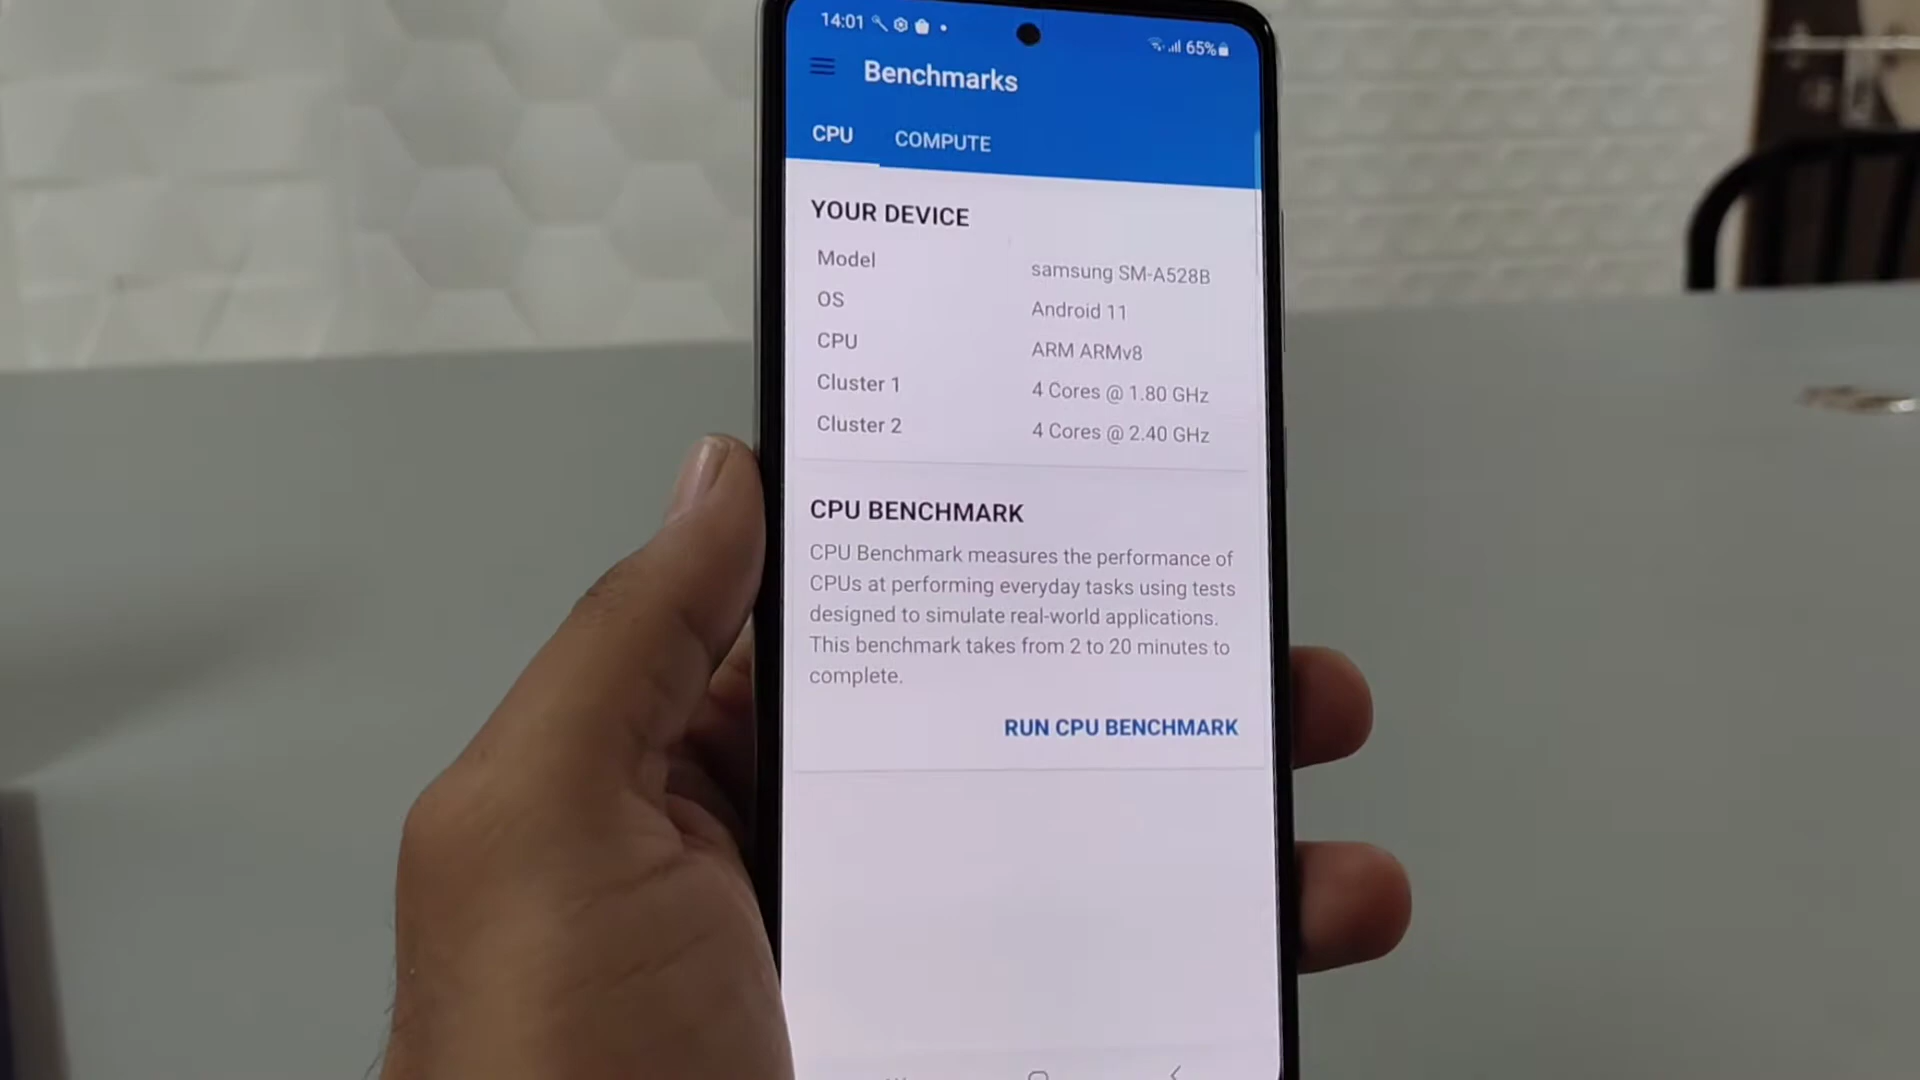 14:01
65%
Benchmarks
CPU COMPUTE
YOUR DEVICE
Model samsung SM-A528B
OS Android 11
CPU ARM ARMv8
Cluster 1 4 Cores @ 1.80 GHz
Cluster 2 4 Cores @ 2.40 GHz
CPU BENCHMARK
CPU Benchmark measures the performance of
CPUs at performing everyday tasks using tests
designed to simulate real-world applications.
This benchmark takes from 2 to 20 minutes to
complete.
RUN CPU BENCHMARK